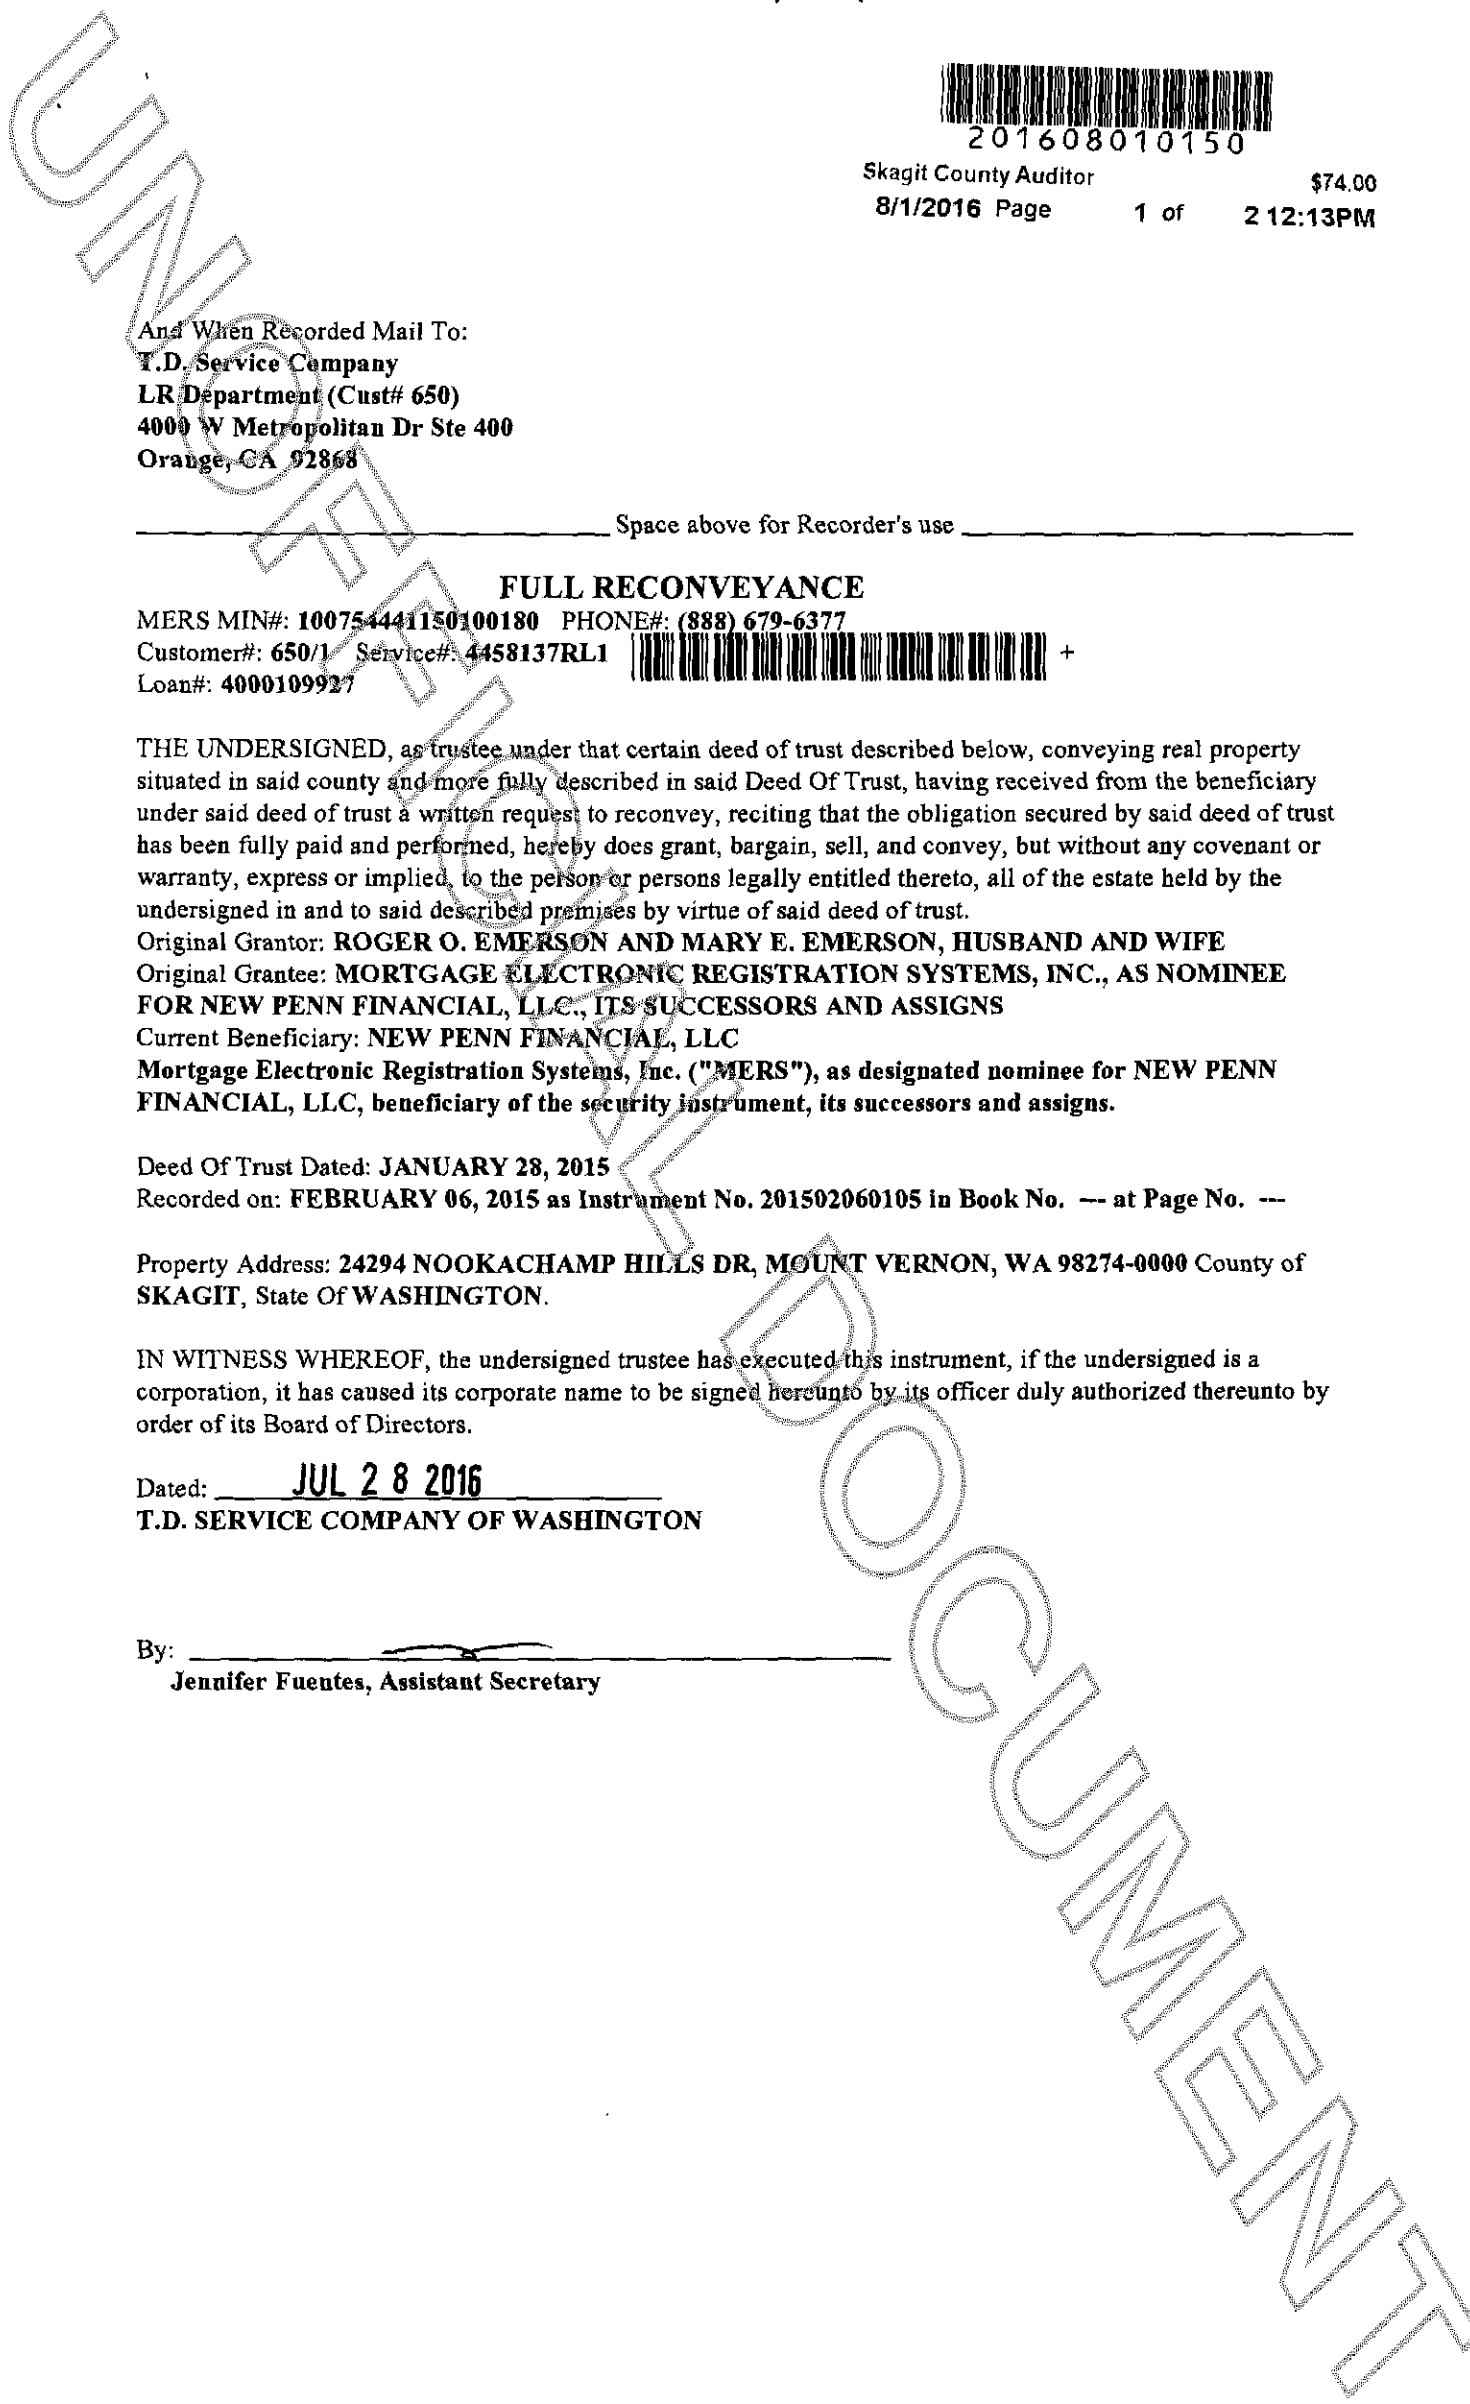 201608010150
Skagit County Auditor $74.00
8/1/2016 Page 1 of 2 12:13PM
And When Recorded Mail To:
T.D. Service Company
LR Department (Cust# 650)
4000 W Metropolitan Dr Ste 400
Orange, CA 92868
Space above for Recorder's use
FULL RECONVEYANCE
MERS MIN#: 100754441150100180 PHONE#: (888) 679-6377
Customer#: 650/1 Service#: 4458137RL1 +
Loan#: 4000109927
THE UNDERSIGNED, as trustee under that certain deed of trust described below, conveying real property
situated in said county and more fully described in said Deed Of Trust, having received from the beneficiary
under said deed of trust a written request to reconvey, reciting that the obligation secured by said deed of trust
has been fully paid and performed, hereby does grant, bargain, sell, and convey, but without any covenant or
warranty, express or implied, to the person or persons legally entitled thereto, all of the estate held by the
undersigned in and to said described premises by virtue of said deed of trust.
Original Grantor: ROGER O. EMERSON AND MARY E. EMERSON, HUSBAND AND WIFE
Original Grantee: MORTGAGE ELECTRONIC REGISTRATION SYSTEMS, INC., AS NOMINEE
FOR NEW PENN FINANCIAL, LLC., ITS SUCCESSORS AND ASSIGNS
Current Beneficiary: NEW PENN FINANCIAL, LLC
Mortgage Electronic Registration Systems, Inc. ("MERS"), as designated nominee for NEW PENN
FINANCIAL, LLC, beneficiary of the security instrument, its successors and assigns.
Deed Of Trust Dated: JANUARY 28, 2015
Recorded on: FEBRUARY 06, 2015 as Instrument No. 201502060105 in Book No. --- at Page No. ---
Property Address: 24294 NOOKACHAMP HILLS DR, MOUNT VERNON, WA 98274-0000 County of
SKAGIT, State Of WASHINGTON.
IN WITNESS WHEREOF, the undersigned trustee has executed this instrument, if the undersigned is a
corporation, it has caused its corporate name to be signed hereunto by its officer duly authorized thereunto by
order of its Board of Directors.
Dated: JUL 28 2016
T.D. SERVICE COMPANY OF WASHINGTON
By:
Jennifer Fuentes, Assistant Secretary
UNOFFICIAL DOCUMENT